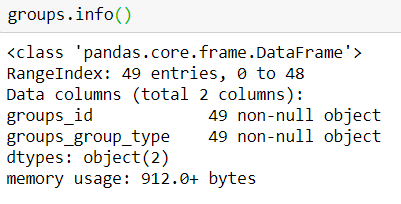 groups.info()
<class 'pandas.core.frame.DataFrame'>
RangeIndex: 49 entries, 0 to 48
Data columns (total 2 columns):
groups_id            49 non-null object
groups_group_type    49 non-null object
dtypes: object(2)
memory usage: 912.0+ bytes